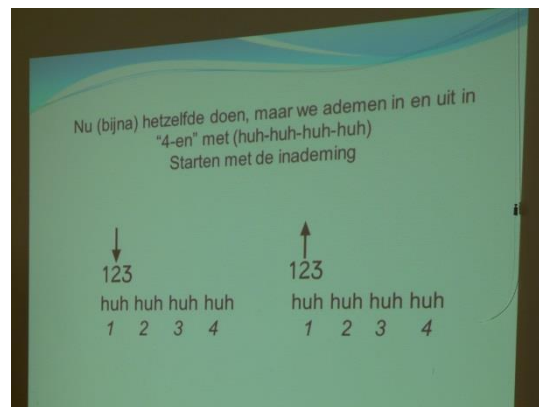 Nu (bijna) hetzelfde doen, maar we ademen in en uit in
"4-en" met (huh-huh-huh-huh)
Starten met de inademing
123 123
huh huh huh huh huh huh huh huh
1 2 3 4 1 2 3 4